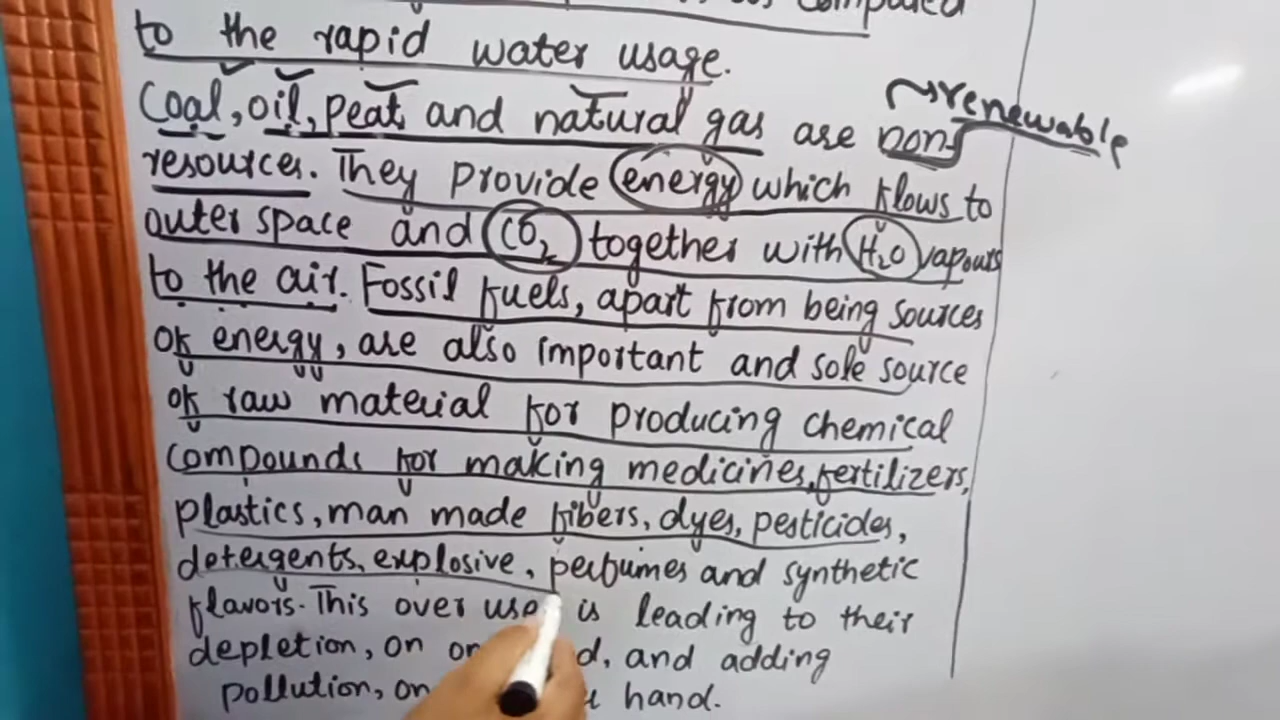 to the rapid water usage.
Coal, oil, peat and natural gas are non-renewable
resources. They provide energy which flows to
outer space and CO2 together with H2O vapours
to the air. Fossil fuels, apart from being sources
of energy, are also important and sole source
of raw material for producing chemical
compounds for making medicines, fertilizers,
plastics, man made fibers, dyes, pesticides,
detergents, explosive, perfumes and synthetic
flavors. This over use is leading to their
depletion, on and adding
pollution, on hand.